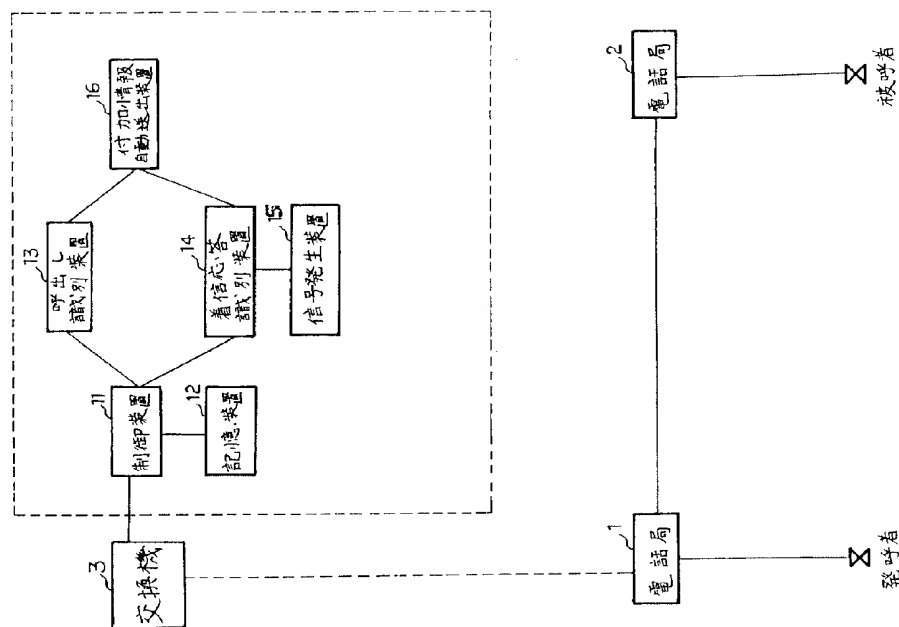 3
交換機
11
制御装置
12
記憶装置
13
呼出し
識別装置
14
着信応答
識別装置
15
信号発生装置
16
付加情報
自動送出装置
1
電話局
発呼者
2
電話局
被呼者